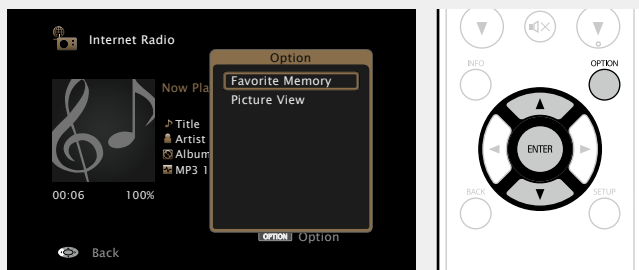 Internet Radio
Option
Favorite Memory
Picture View
Now Pla
Title
Artist
Album
MP3 1
00:06 100%
OPTION Option
Back
INFO
OPTION
ENTER
BACK
SETUP